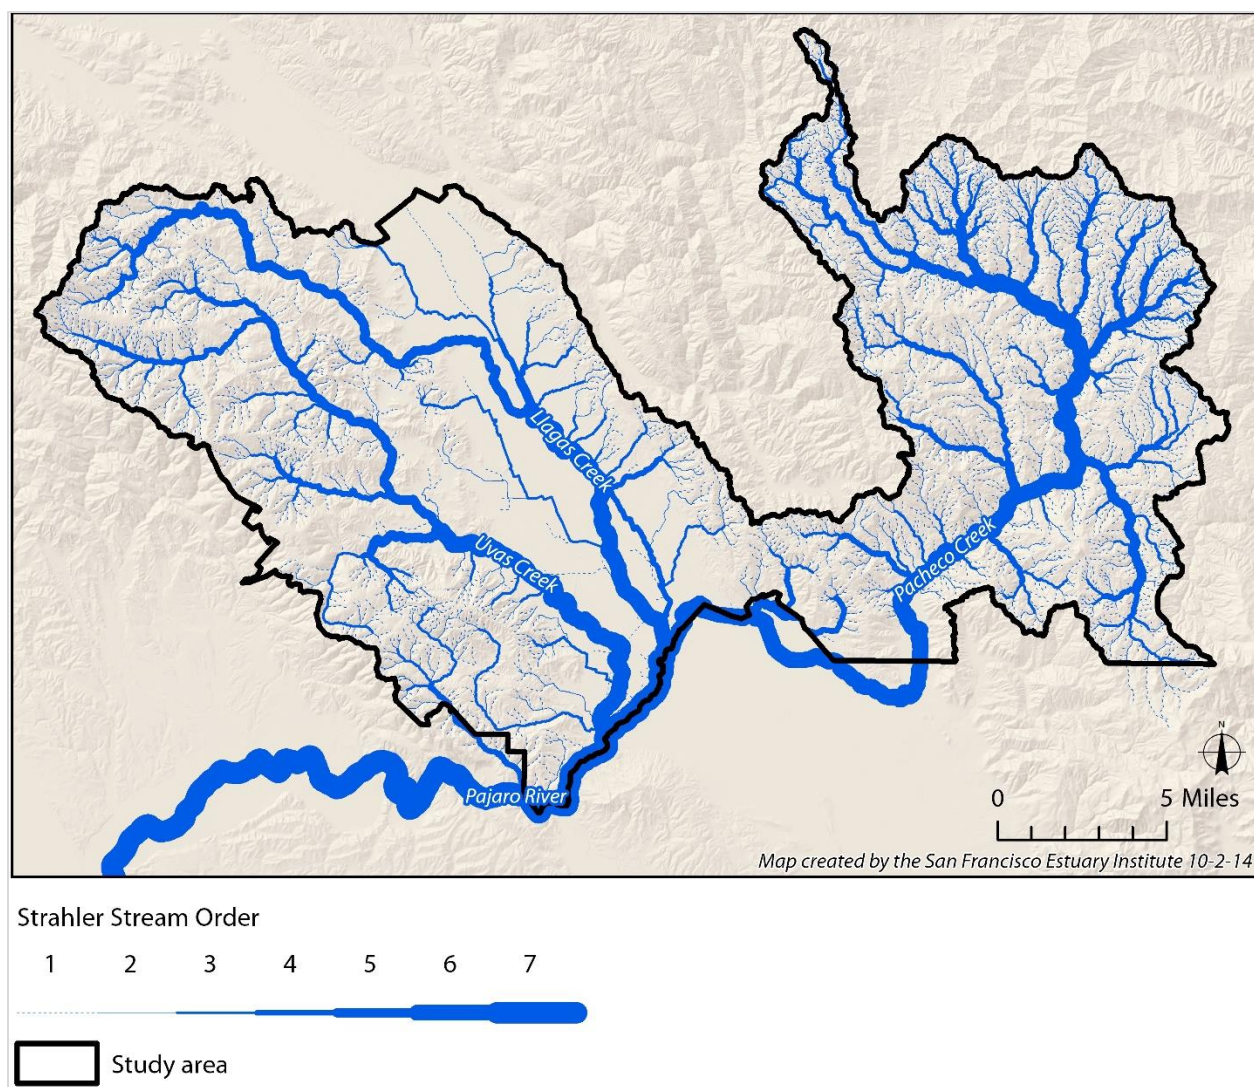 Llagas Creek
Uvas Creek
Pacheco Creek
Pajaro River
N
0 5 Miles
Map created by the San Francisco Estuary Institute 10-2-14
Strahler Stream Order
1 2 3 4 5 6 7
Study area